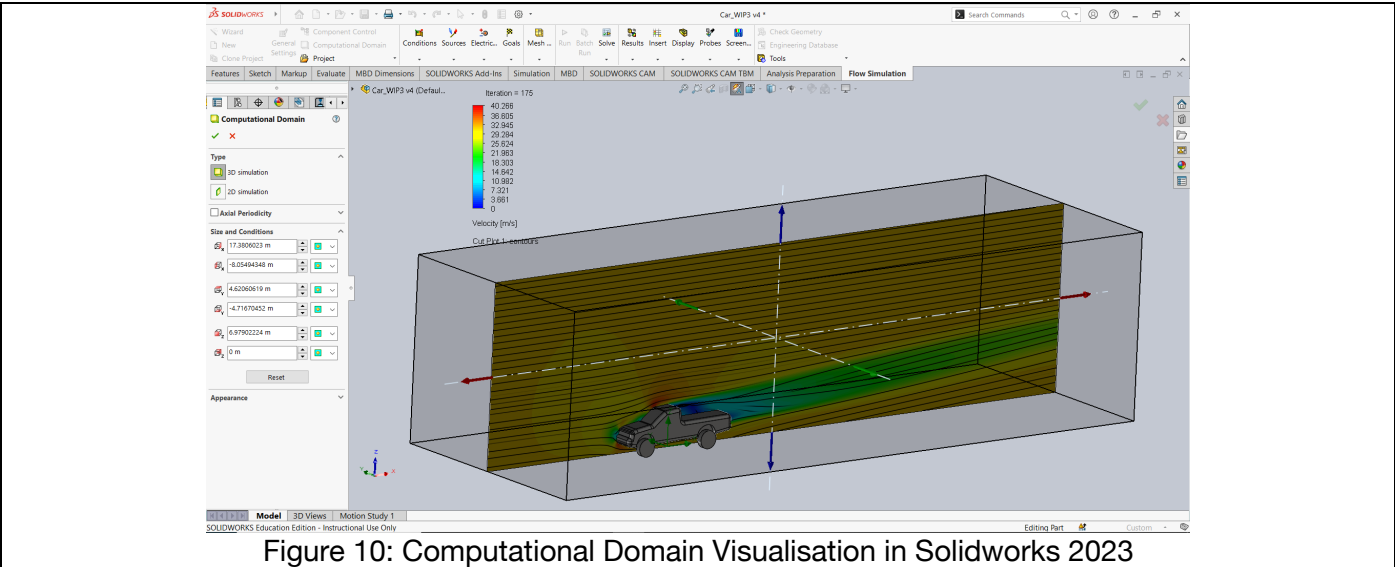 SOLIDWORKS
Car_WIP3 v4 *
Search Commands
Wizard
New
Clone Project
General Settings
Component Control
Computational Domain
Project
Conditions Sources Electric... Goals Mesh ... Run Batch Run Solve Results Insert Display Probes Screen...
Check Geometry
Engineering Database
Tools
Features Sketch Markup Evaluate MBD Dimensions SOLIDWORKS Add-Ins Simulation MBD SOLIDWORKS CAM SOLIDWORKS CAM TBM Analysis Preparation Flow Simulation
Car_WIP3 v4 (Defaul...
Computational Domain
Type
3D simulation
2D simulation
Axial Periodicity
Size and Conditions
17.3806023 m
-8.05494348 m
4.62060619 m
-4.71670452 m
6.97902224 m
0 m
Reset
Appearance
Iteration = 175
40.266
36.605
32.945
29.284
25.624
21.963
18.303
14.642
10.982
7.321
3.661
0
Velocity [m/s]
Cut Plot 1: contours
Z
Y
X
Model 3D Views Motion Study 1
SOLIDWORKS Education Edition - Instructional Use Only
Editing Part
Custom
Figure 10: Computational Domain Visualisation in Solidworks 2023